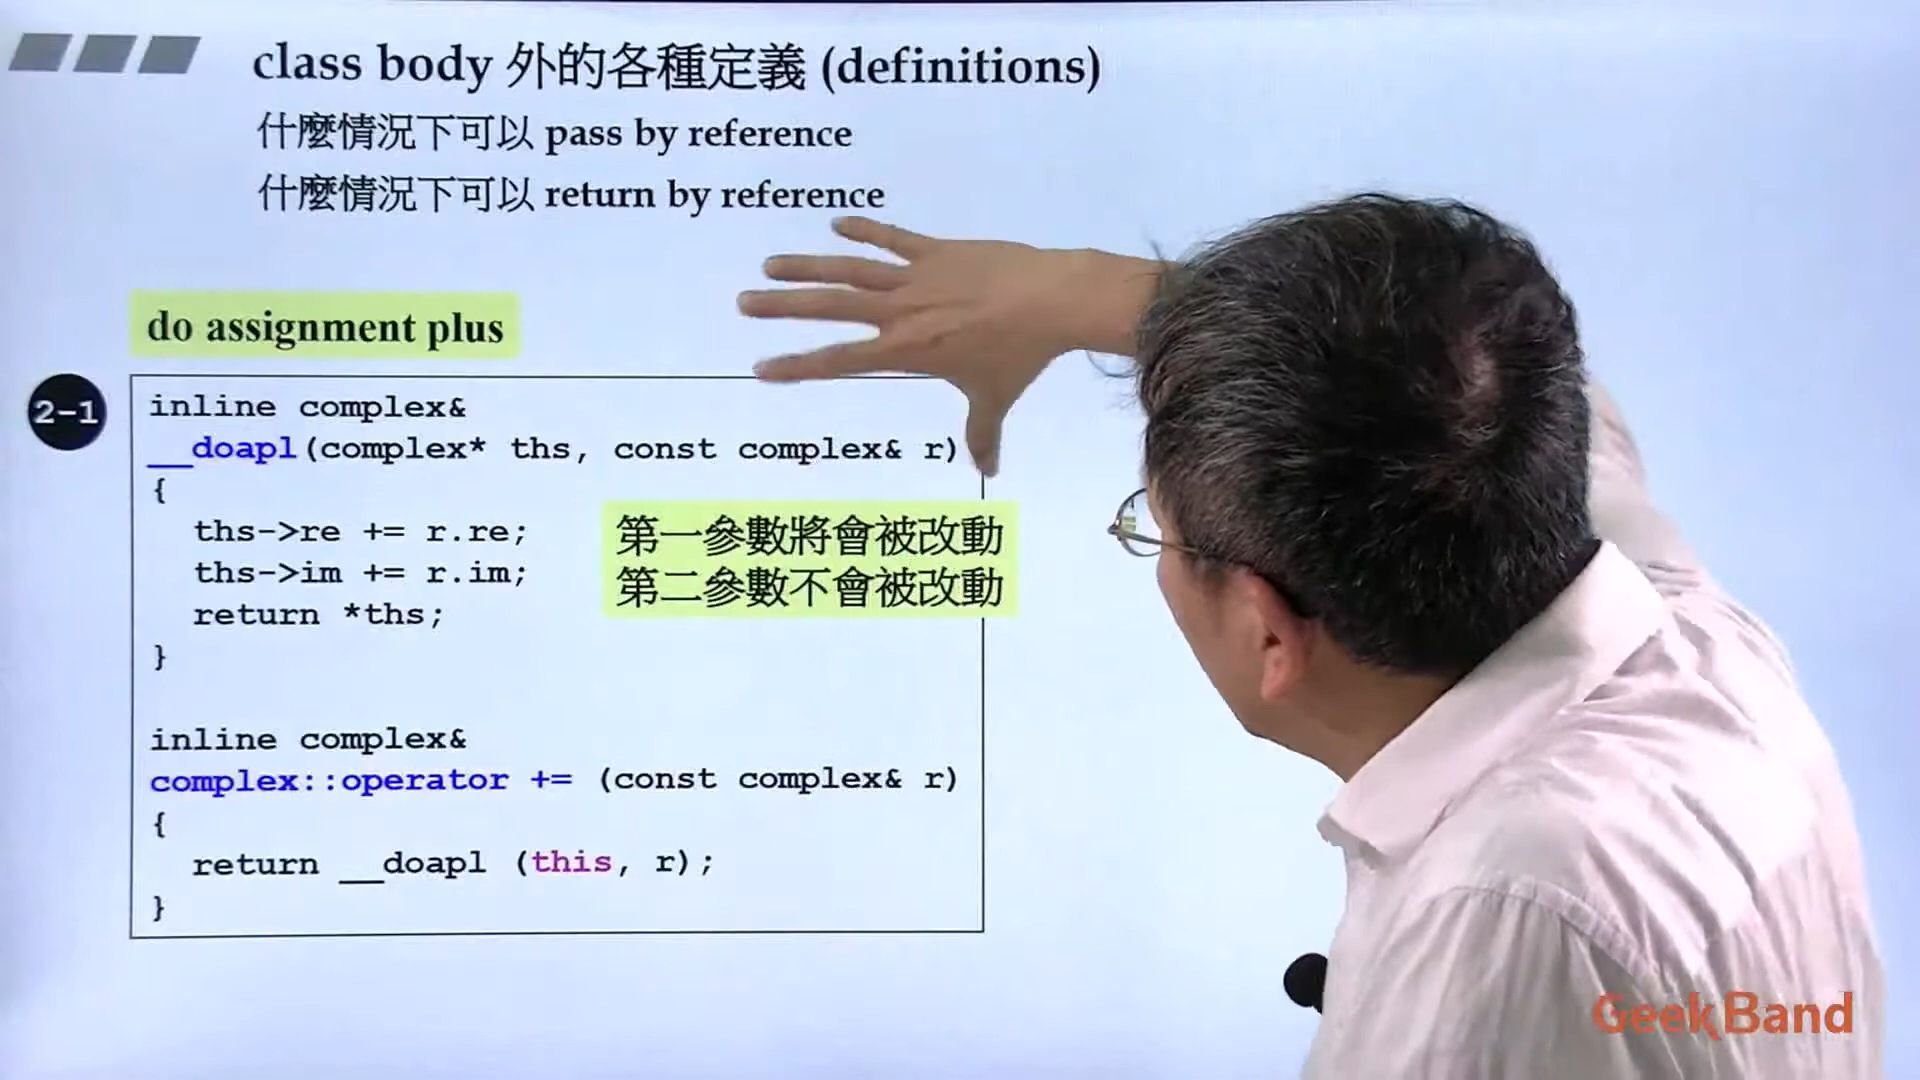 class body 外的各種定義 (definitions)
什麼情況下可以 pass by reference
什麼情況下可以 return by reference
do assignment plus
2-1
inline complex&
__doapl(complex* ths, const complex& r)
{
ths->re += r.re;
ths->im += r.im;
return *ths;
}
第一參數將會被改動
第二參數不會被改動
inline complex&
complex::operator += (const complex& r)
{
return __doapl (this, r);
}
GeekBand